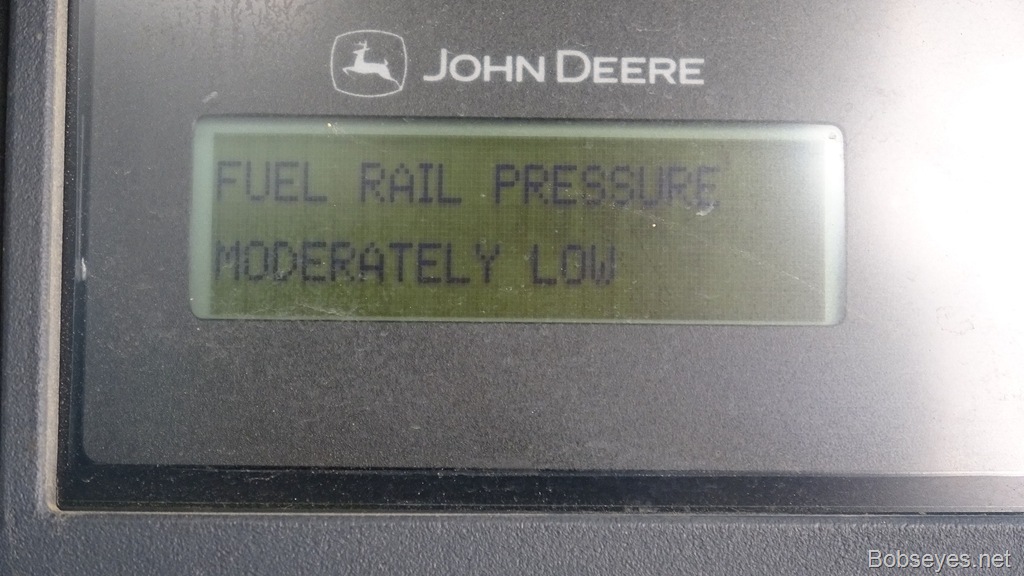 JOHN DEERE
FUEL RAIL PRESSURE
MODERATELY LOW
Bobseyes.net